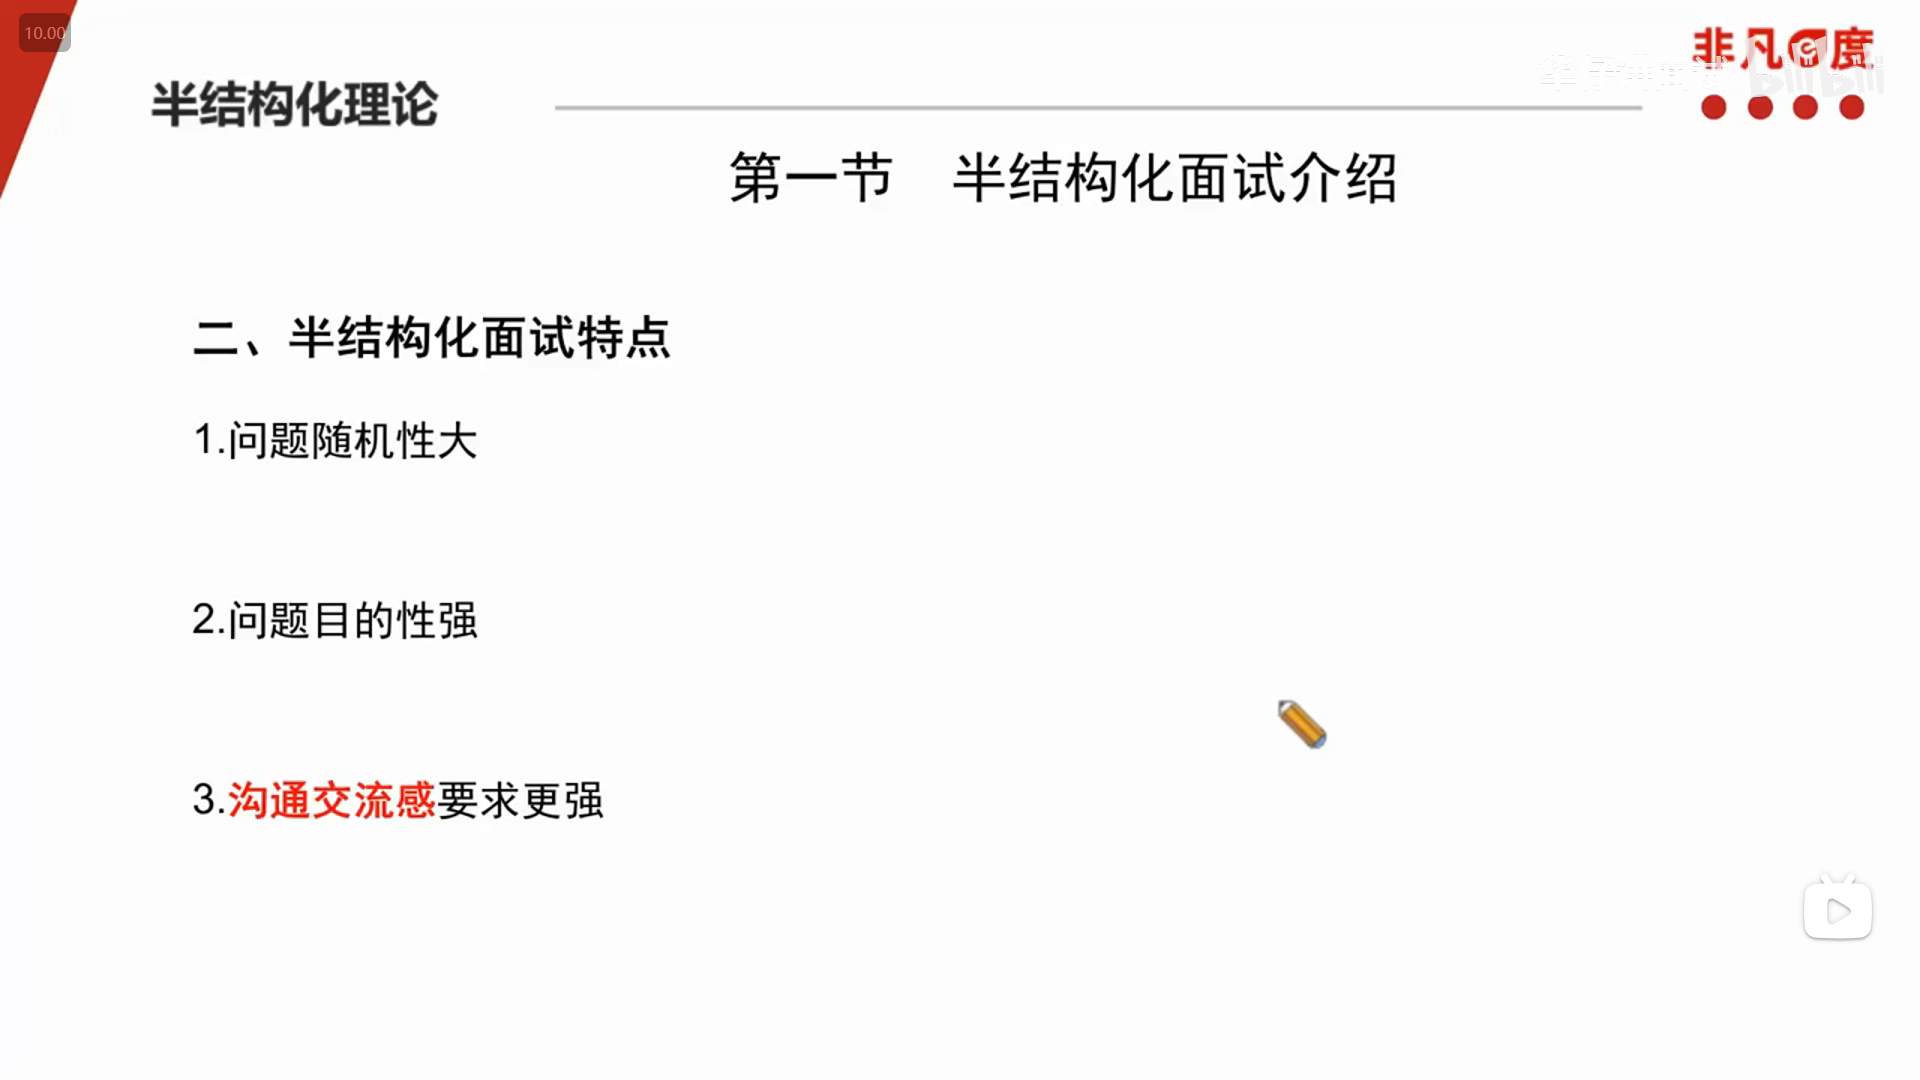 10.00
非凡e度
半结构化理论
第一节 半结构化面试介绍
二、半结构化面试特点
1.问题随机性大
2.问题目的性强
3.沟通交流感要求更强